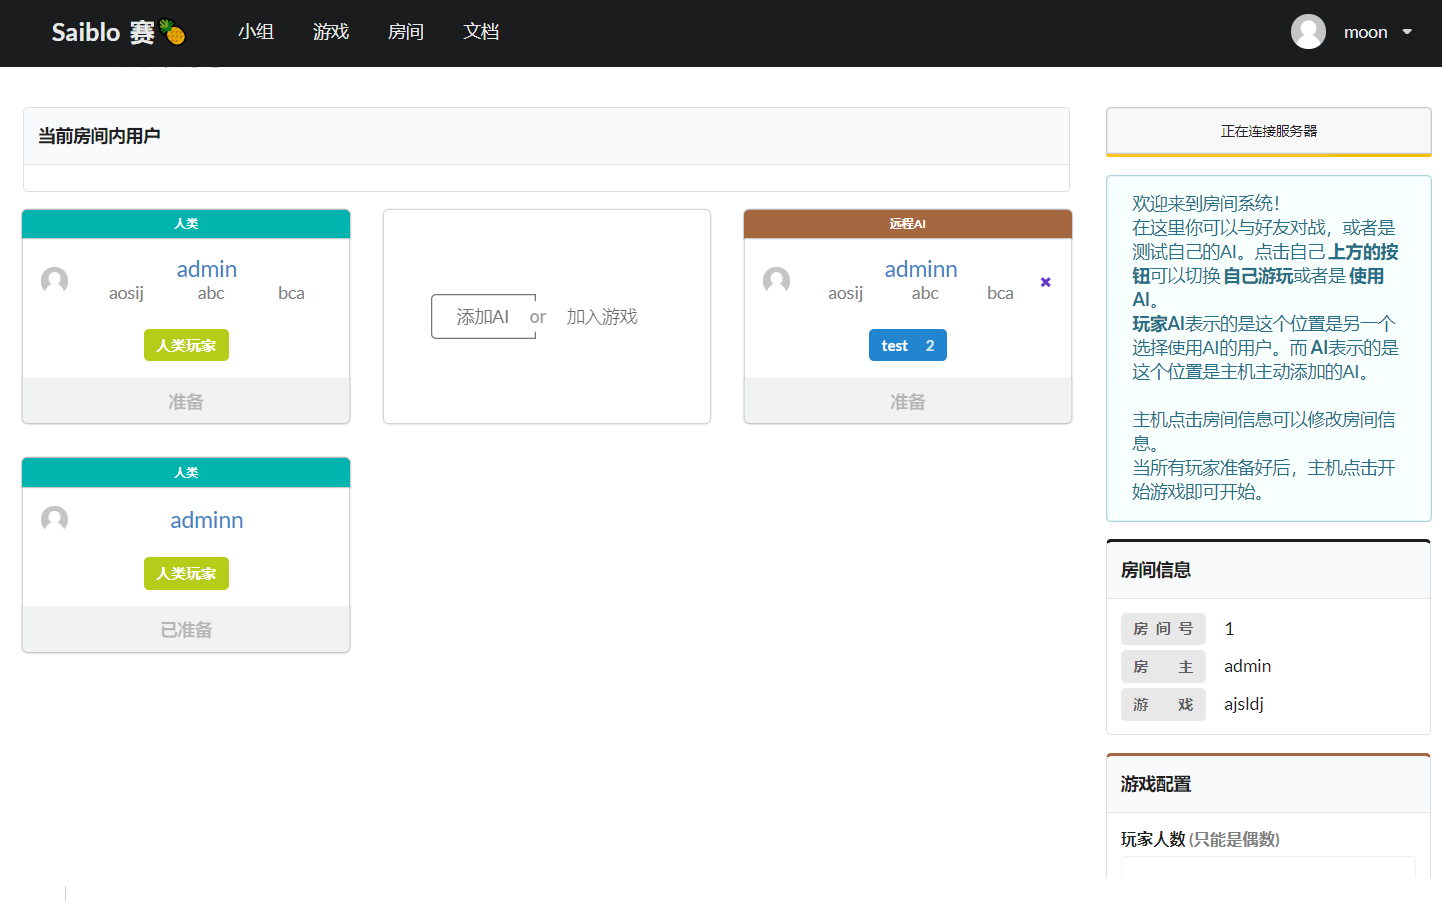 Saiblo 赛🍍 小组 游戏 房间 文档 moon
当前房间内用户
人类
admin
aosij abc bca
人类玩家
准备
添加AI or 加入游戏
远程AI
adminn
aosij abc bca
test 2
准备
人类
adminn
人类玩家
已准备
正在连接服务器
欢迎来到房间系统！
在这里你可以与好友对战，或者是
测试自己的AI。点击自己上方的按
钮可以切换自己游玩或者是使用
AI。
玩家AI表示的是这个位置是另一个
选择使用AI的用户。而AI表示的是
这个位置是主机主动添加的AI。
主机点击房间信息可以修改房间信
息。
当所有玩家准备好后，主机点击开
始游戏即可开始。
房间信息
房间号 1
房主 admin
游戏 ajsldj
游戏配置
玩家人数 (只能是偶数)